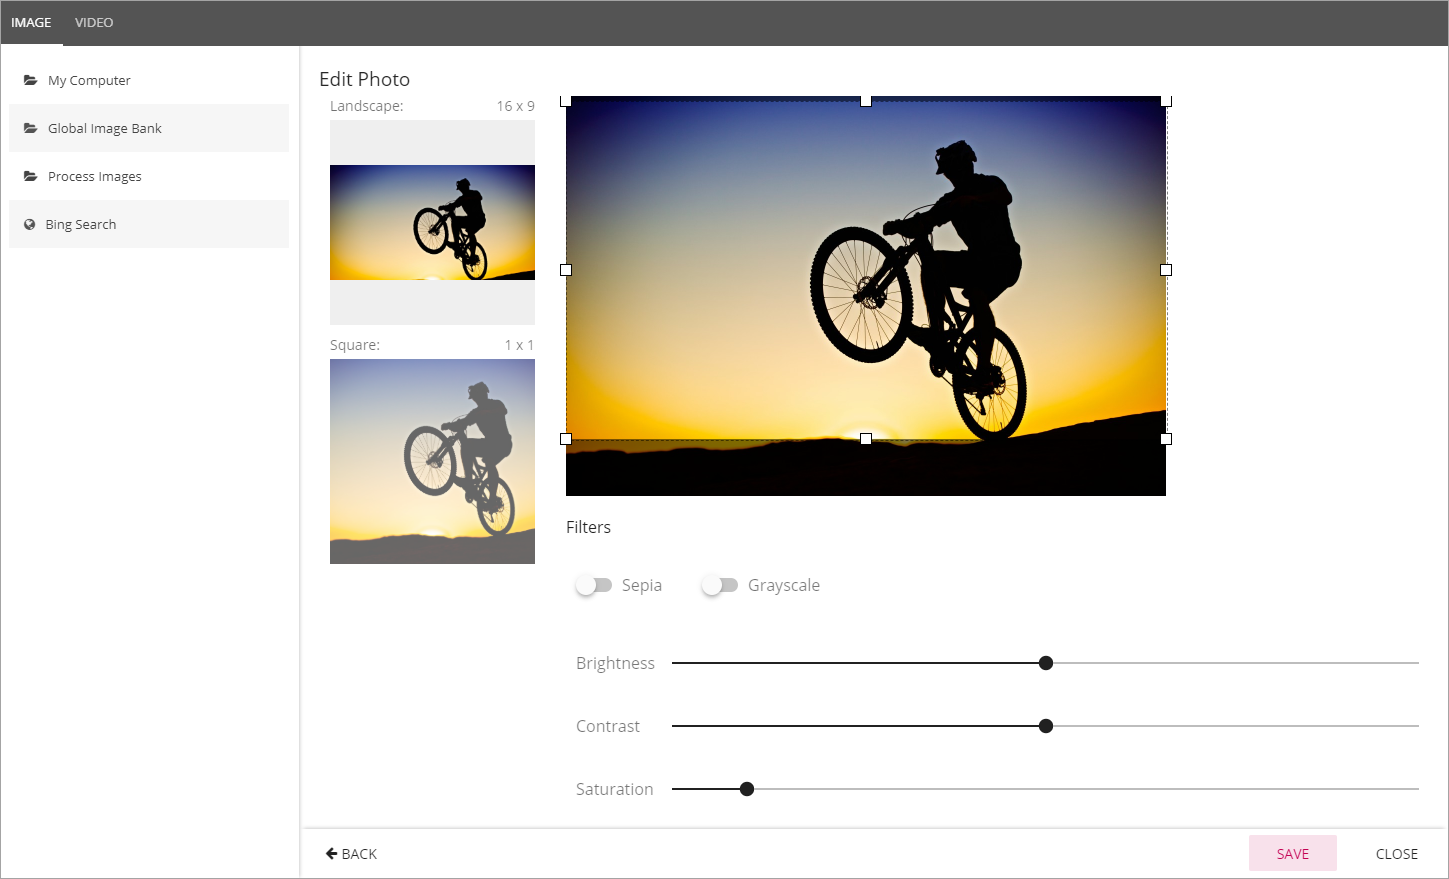 IMAGE VIDEO
My Computer
Global Image Bank
Process Images
Bing Search
Edit Photo
Landscape: 16 x 9
Square: 1 x 1
Filters
Sepia Grayscale
Brightness
Contrast
Saturation
BACK SAVE CLOSE